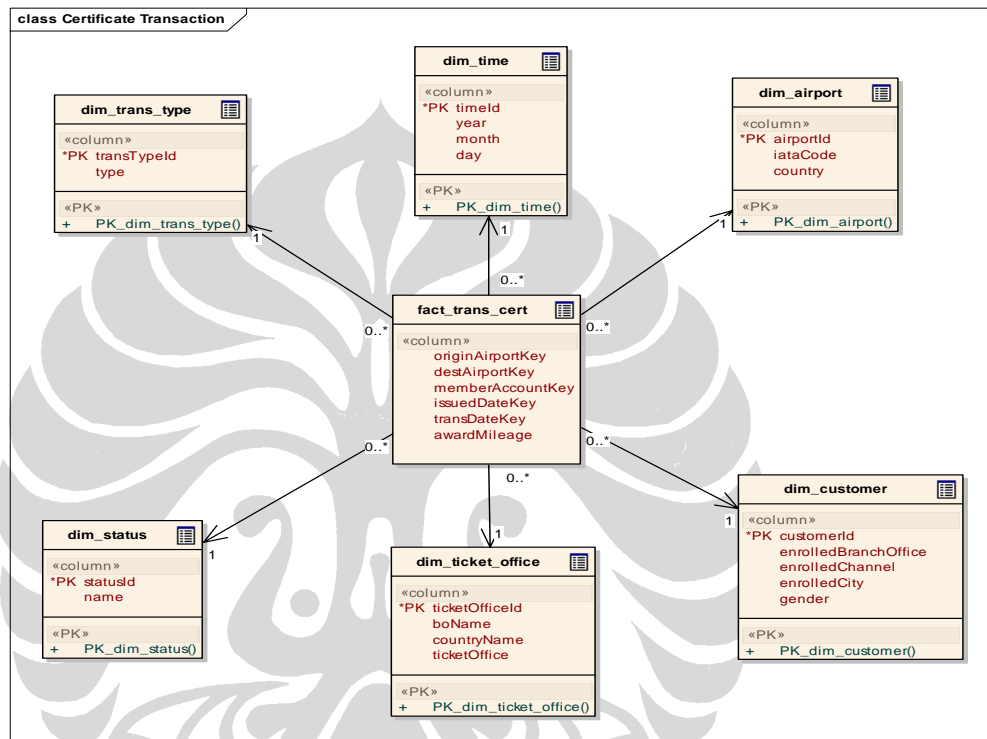 class Certificate Transaction
dim_time
«column»
*PK timeId
year
month
day
«PK»
+ PK_dim_time()
dim_trans_type
«column»
*PK transTypeId
type
«PK»
+ PK_dim_trans_type()
dim_airport
«column»
*PK airportId
iataCode
country
«PK»
+ PK_dim_airport()
1
1
1
0..*
0..*
0..*
fact_trans_cert
«column»
originAirportKey
destAirportKey
memberAccountKey
issuedDateKey
transDateKey
awardMileage
0..*
0..*
0..*
1
1
1
dim_status
«column»
*PK statusId
name
«PK»
+ PK_dim_status()
dim_ticket_office
«column»
*PK ticketOfficeId
boName
countryName
ticketOffice
«PK»
+ PK_dim_ticket_office()
dim_customer
«column»
*PK customerId
enrolledBranchOffice
enrolledChannel
enrolledCity
gender
«PK»
+ PK_dim_customer()